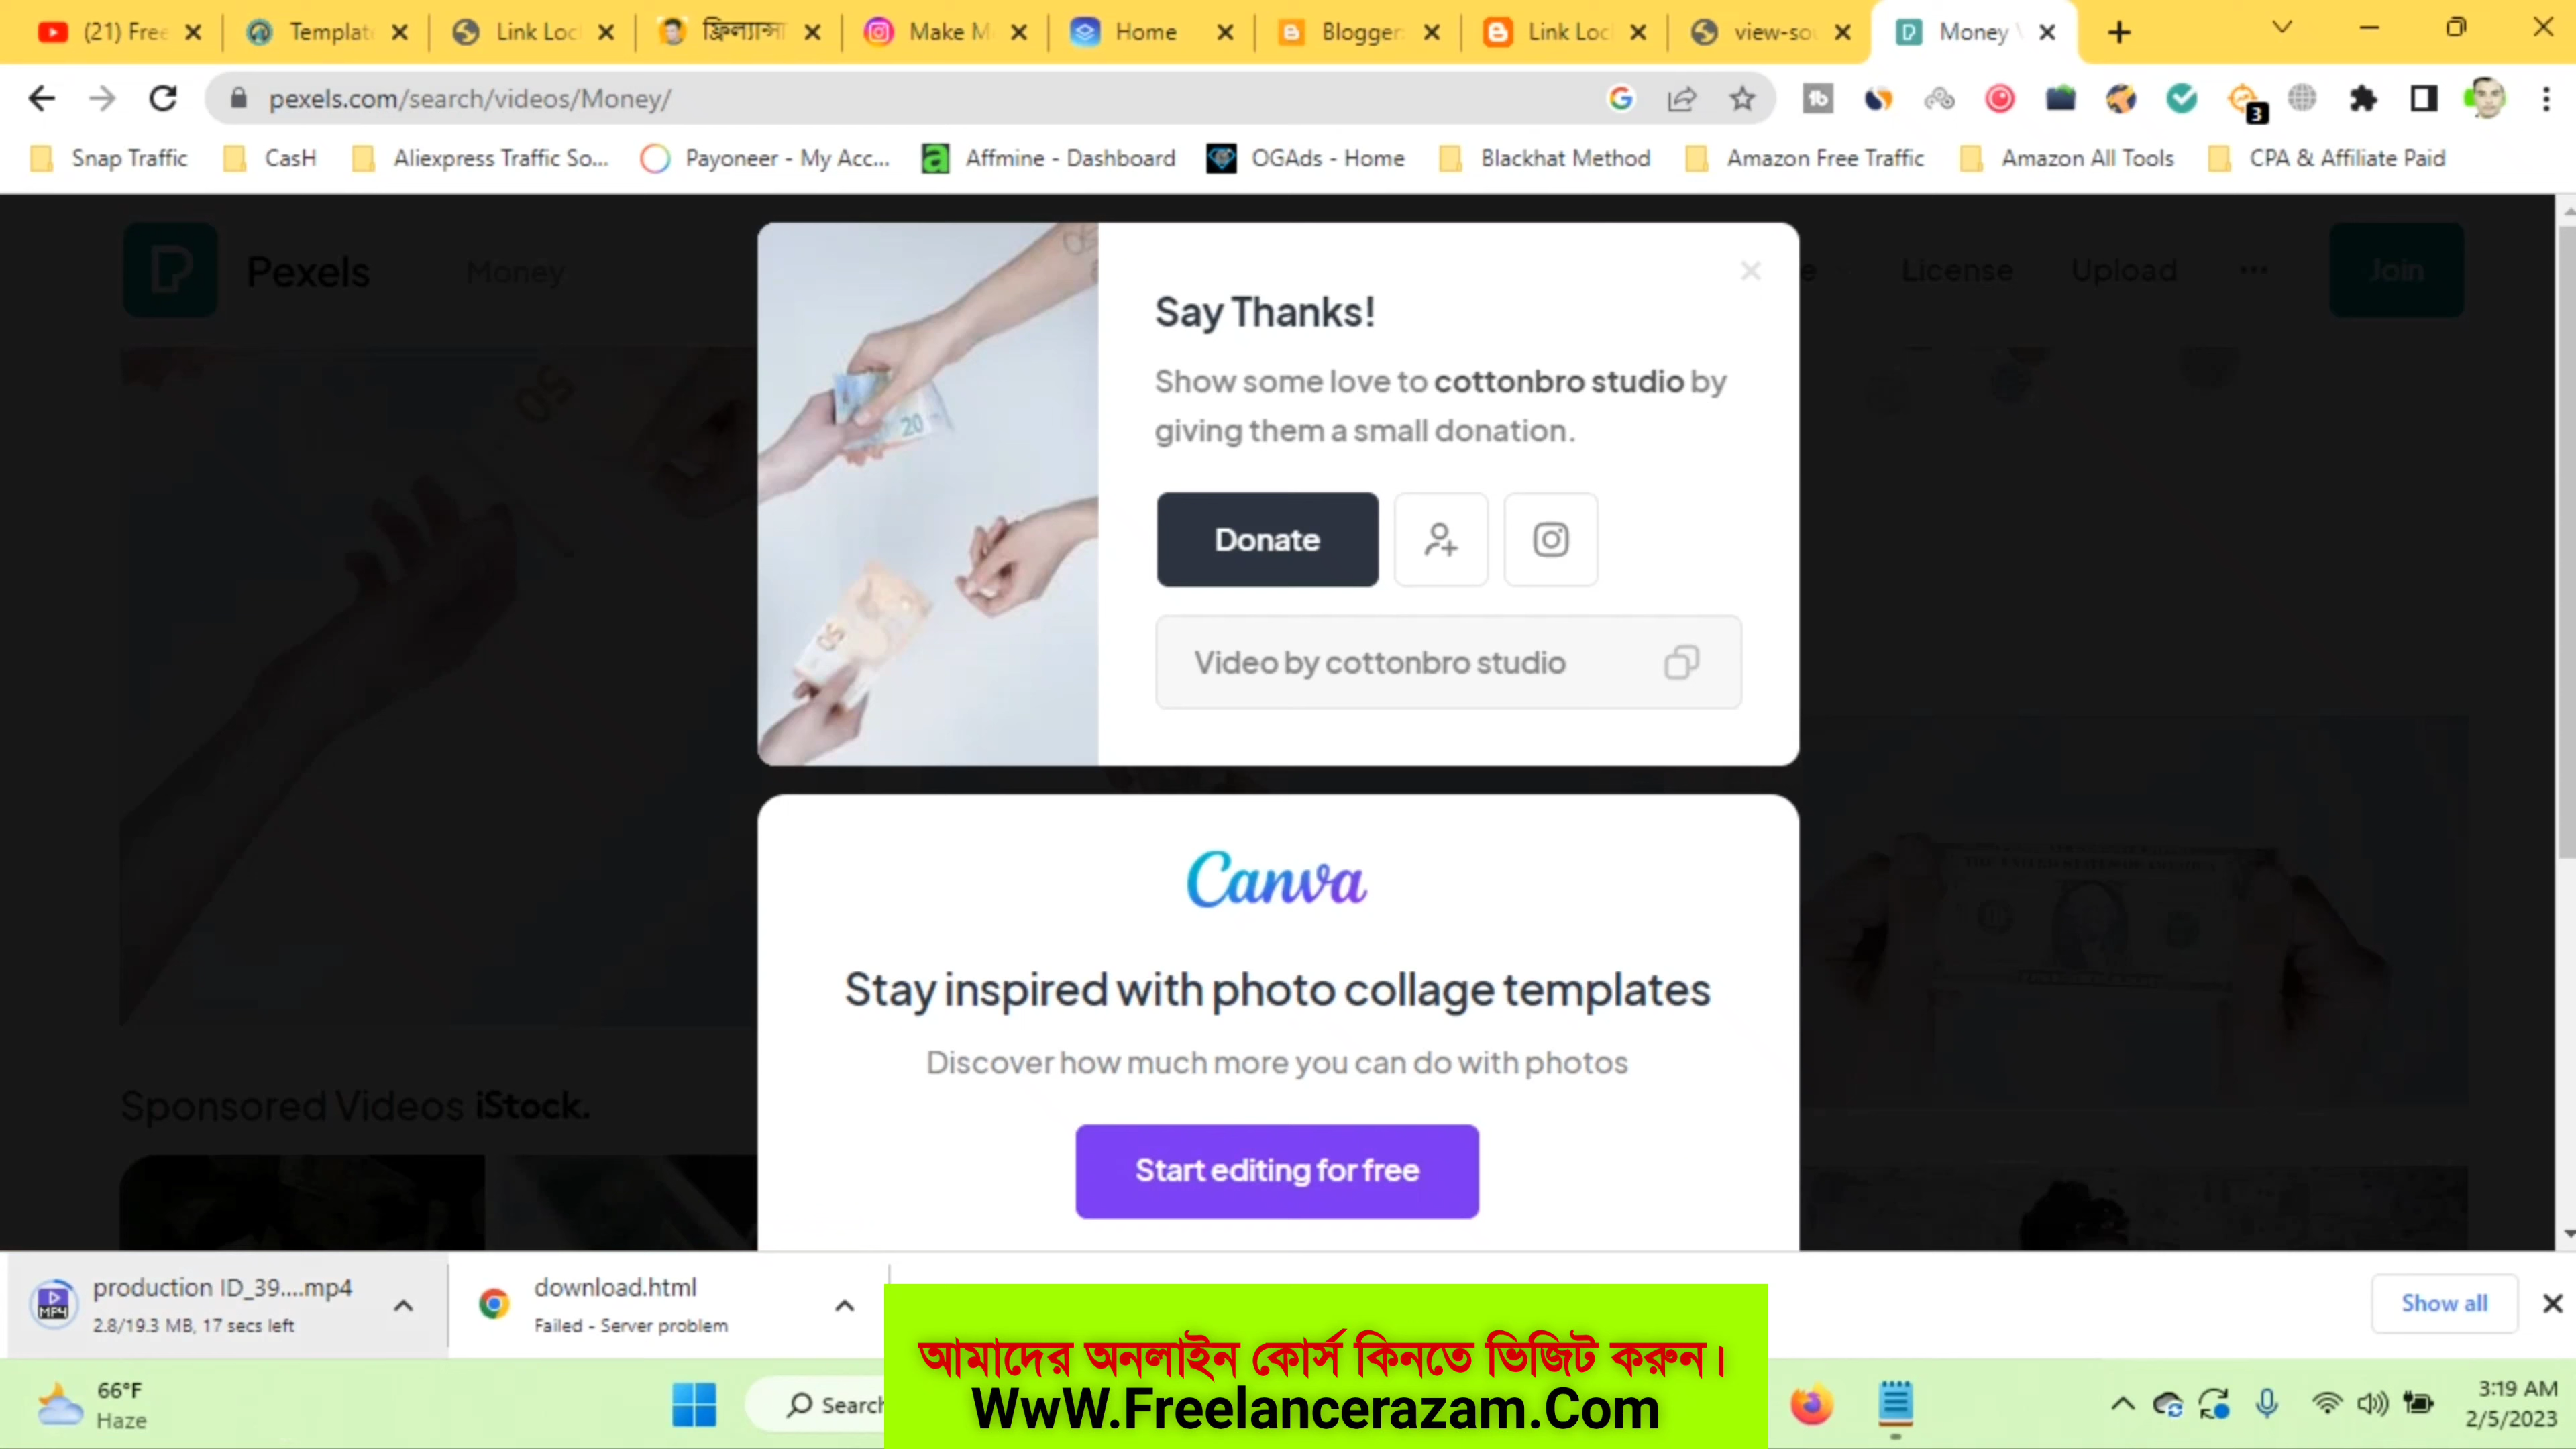 (21) Free
Templat
Link Loc
ফ্রিল্যান্সা
Make M
Home
Blogger:
Link Loc
view-sou
Money
pexels.com/search/videos/Money/
3
Snap Traffic
CasH
Aliexpress Traffic So...
Payoneer - My Acc...
Affmine - Dashboard
OGAds - Home
Blackhat Method
Amazon Free Traffic
Amazon All Tools
CPA & Affiliate Paid
Pexels
Money
License
Upload
Join
Say Thanks!
Show some love to cottonbro studio by
giving them a small donation.
20
50
Donate
Video by cottonbro studio
Canva
Stay inspired with photo collage templates
Discover how much more you can do with photos
Start editing for free
Sponsored Videos iStock.
production ID_39....mp4
2.8/19.3 MB, 17 secs left
MP4
download.html
Failed - Server problem
Show all
আমাদের অনলাইন কোর্স কিনতে ভিজিট করুন।
WwW.Freelancerazam.Com
66°F
Haze
Search
3:19 AM
2/5/2023